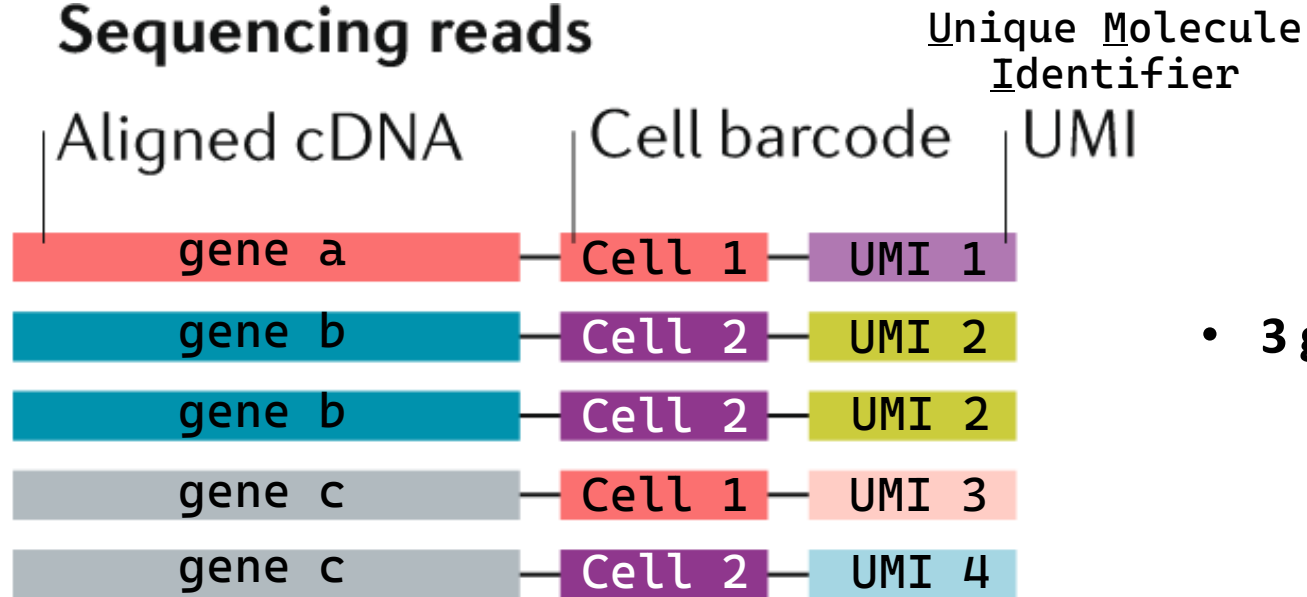 Sequencing reads
Unique Molecule
Identifier
Aligned cDNA
Cell barcode
UMI
gene a Cell 1 UMI 1
gene b Cell 2 UMI 2
• 3 g
gene b Cell 2 UMI 2
gene c Cell 1 UMI 3
gene c Cell 2 UMI 4